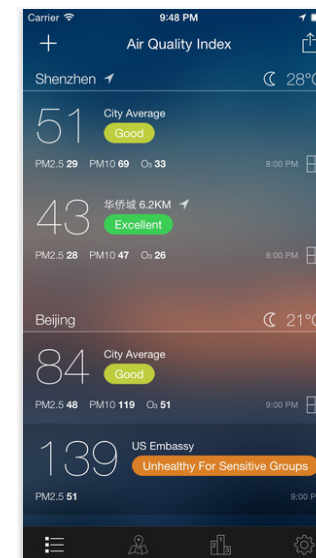 Carrier 9:48 PM
Air Quality Index
Shenzhen 28°C
51 City Average
Good
PM2.5 29 PM10 69 O₃ 33 8:00 PM
43 华侨城 6.2KM
Excellent
PM2.5 28 PM10 47 O₃ 26 8:00 PM
Beijing 21°C
84 City Average
Good
PM2.5 48 PM10 119 O₃ 51 9:00 PM
139 US Embassy
Unhealthy For Sensitive Groups
PM2.5 51 9:00 P